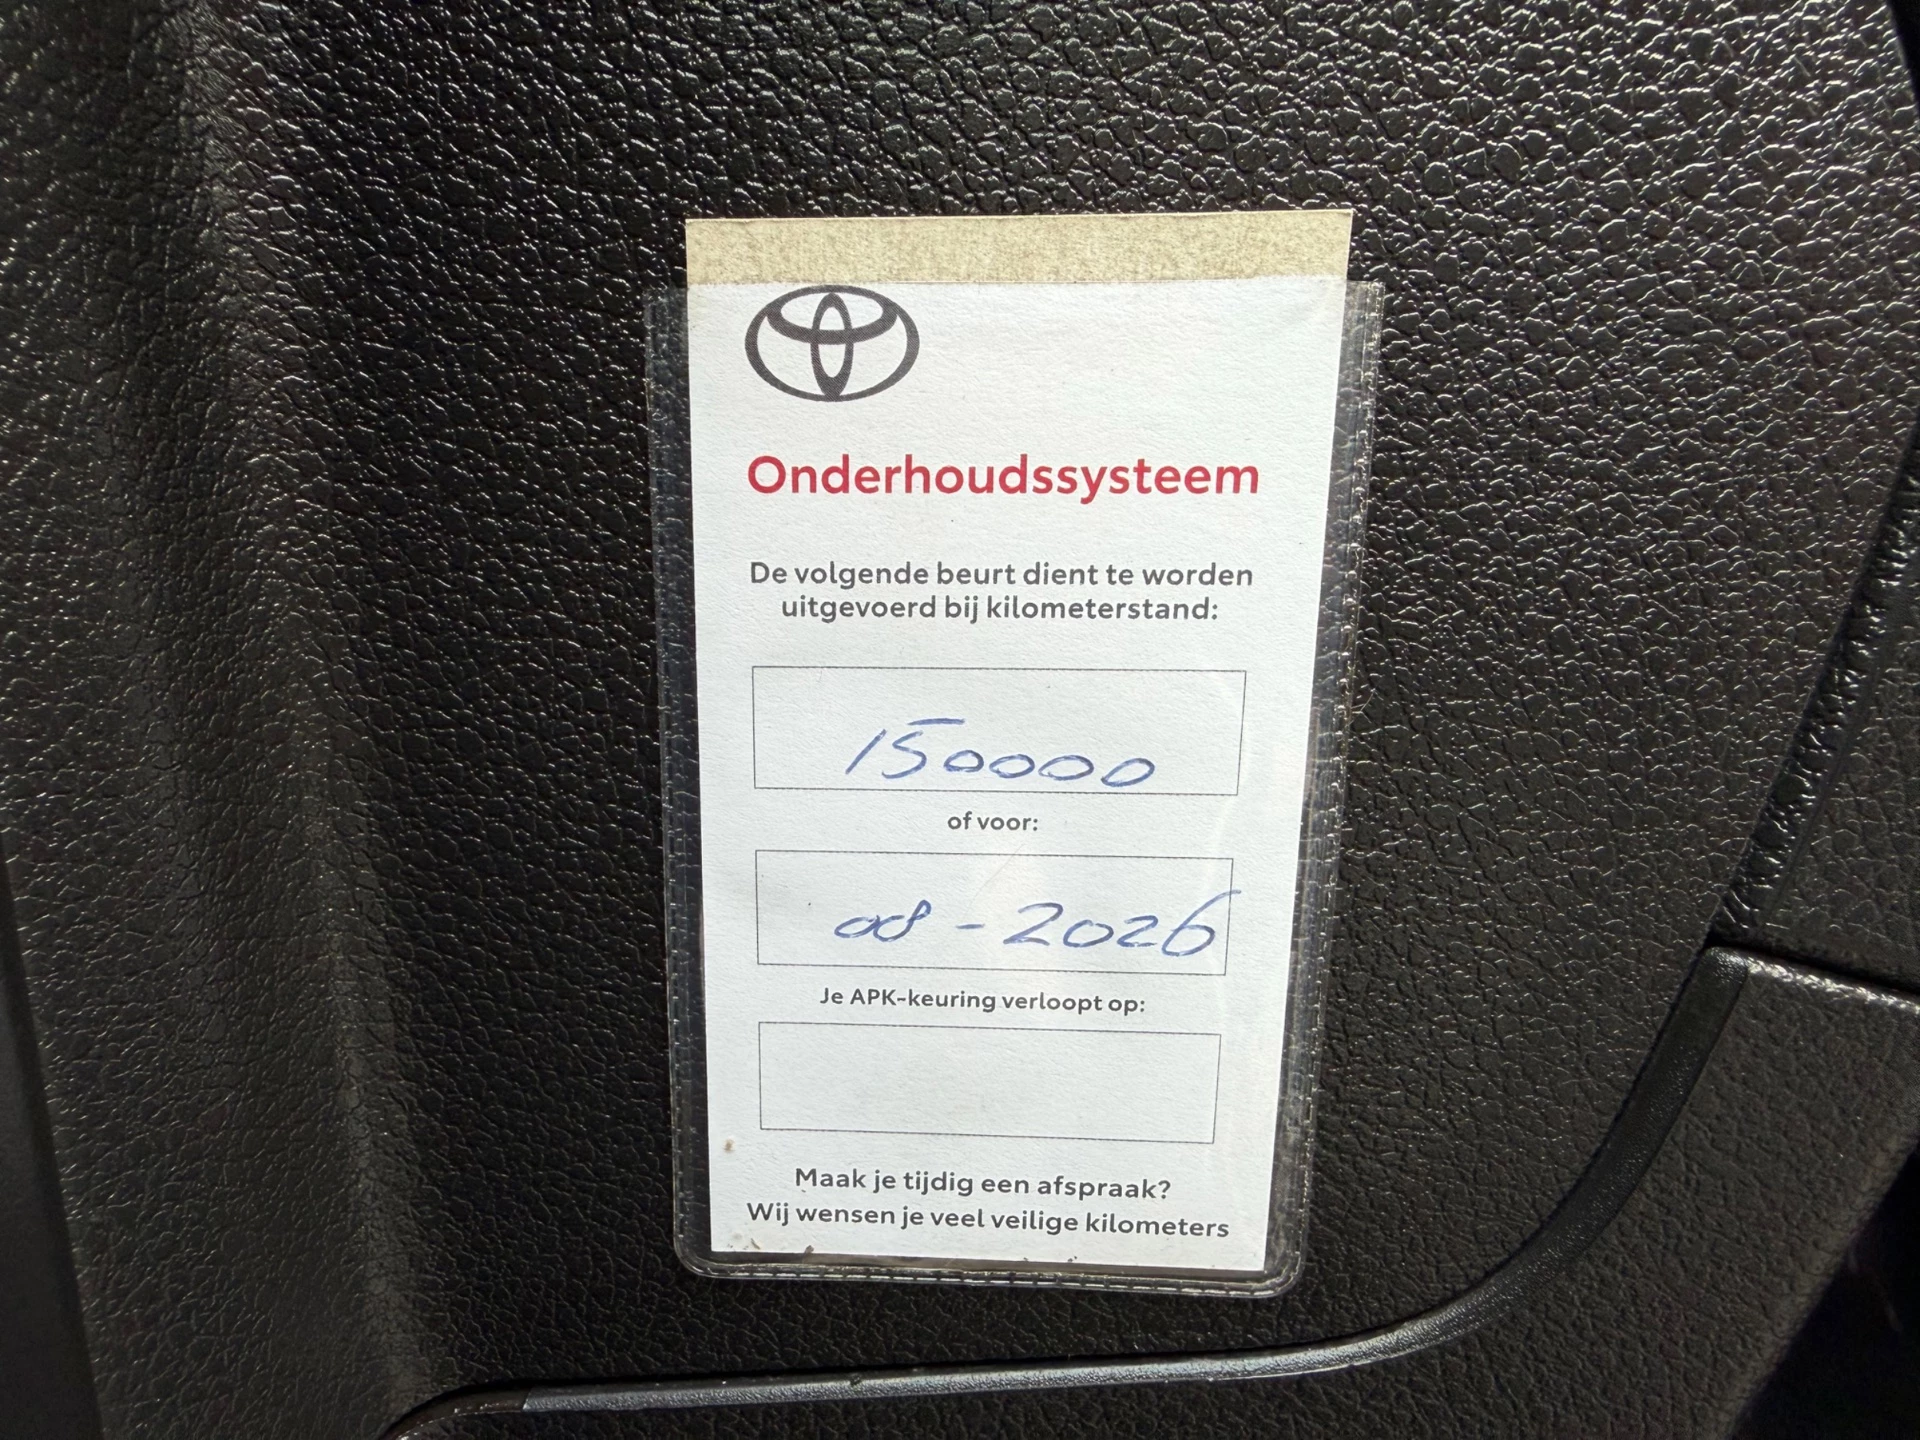 Onderhoudssysteem
De volgende beurt dient te worden
uitgevoerd bij kilometerstand:
150000
of voor:
08-2026
Je APK-keuring verloopt op:
Maak je tijdig een afspraak?
Wij wensen je veel veilige kilometers